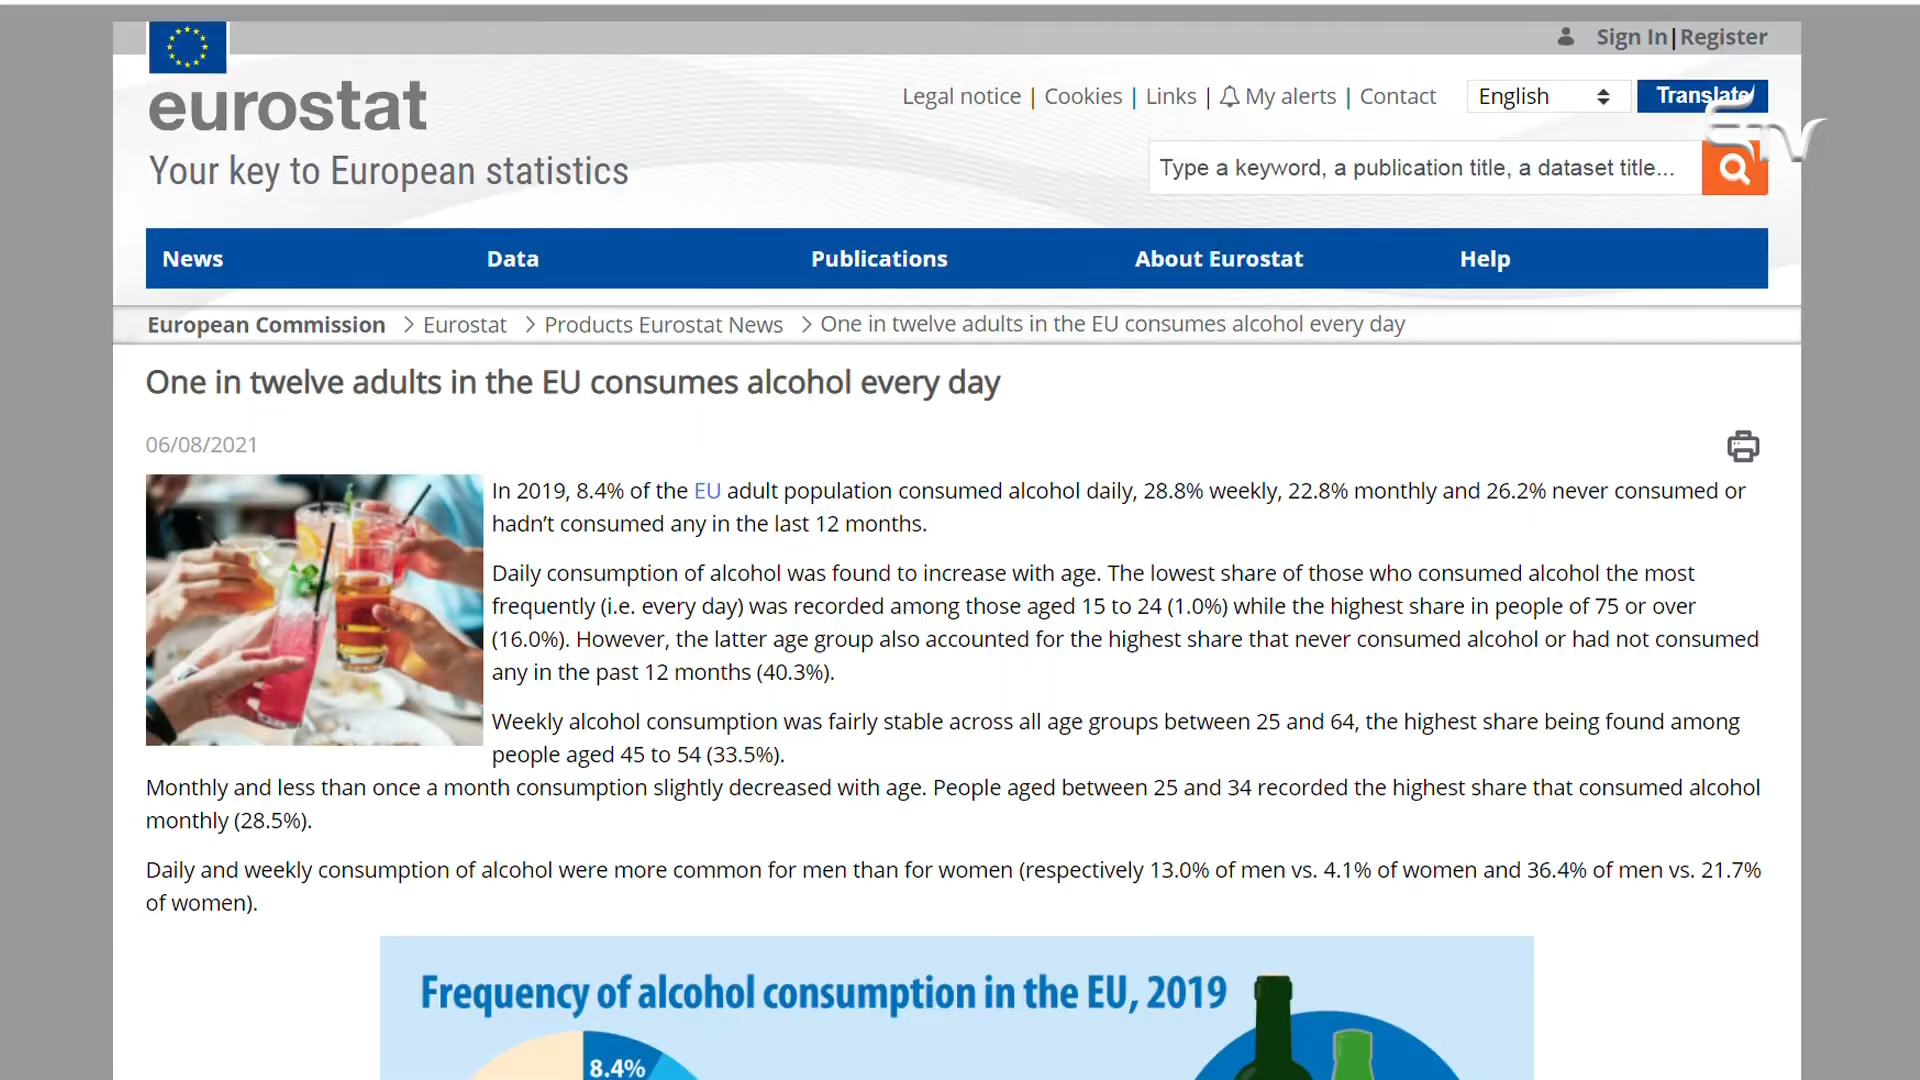 Sign In|Register
eurostat
Your key to European statistics
Legal notice | Cookies | Links | My alerts | Contact
English
Translate
STV
Type a keyword, a publication title, a dataset title...
News Data Publications About Eurostat Help
European Commission > Eurostat > Products Eurostat News > One in twelve adults in the EU consumes alcohol every day
One in twelve adults in the EU consumes alcohol every day
06/08/2021
In 2019, 8.4% of the EU adult population consumed alcohol daily, 28.8% weekly, 22.8% monthly and 26.2% never consumed or
hadn’t consumed any in the last 12 months.
Daily consumption of alcohol was found to increase with age. The lowest share of those who consumed alcohol the most
frequently (i.e. every day) was recorded among those aged 15 to 24 (1.0%) while the highest share in people of 75 or over
(16.0%). However, the latter age group also accounted for the highest share that never consumed alcohol or had not consumed
any in the past 12 months (40.3%).
Weekly alcohol consumption was fairly stable across all age groups between 25 and 64, the highest share being found among
people aged 45 to 54 (33.5%).
Monthly and less than once a month consumption slightly decreased with age. People aged between 25 and 34 recorded the highest share that consumed alcohol
monthly (28.5%).
Daily and weekly consumption of alcohol were more common for men than for women (respectively 13.0% of men vs. 4.1% of women and 36.4% of men vs. 21.7%
of women).
Frequency of alcohol consumption in the EU, 2019
8.4%